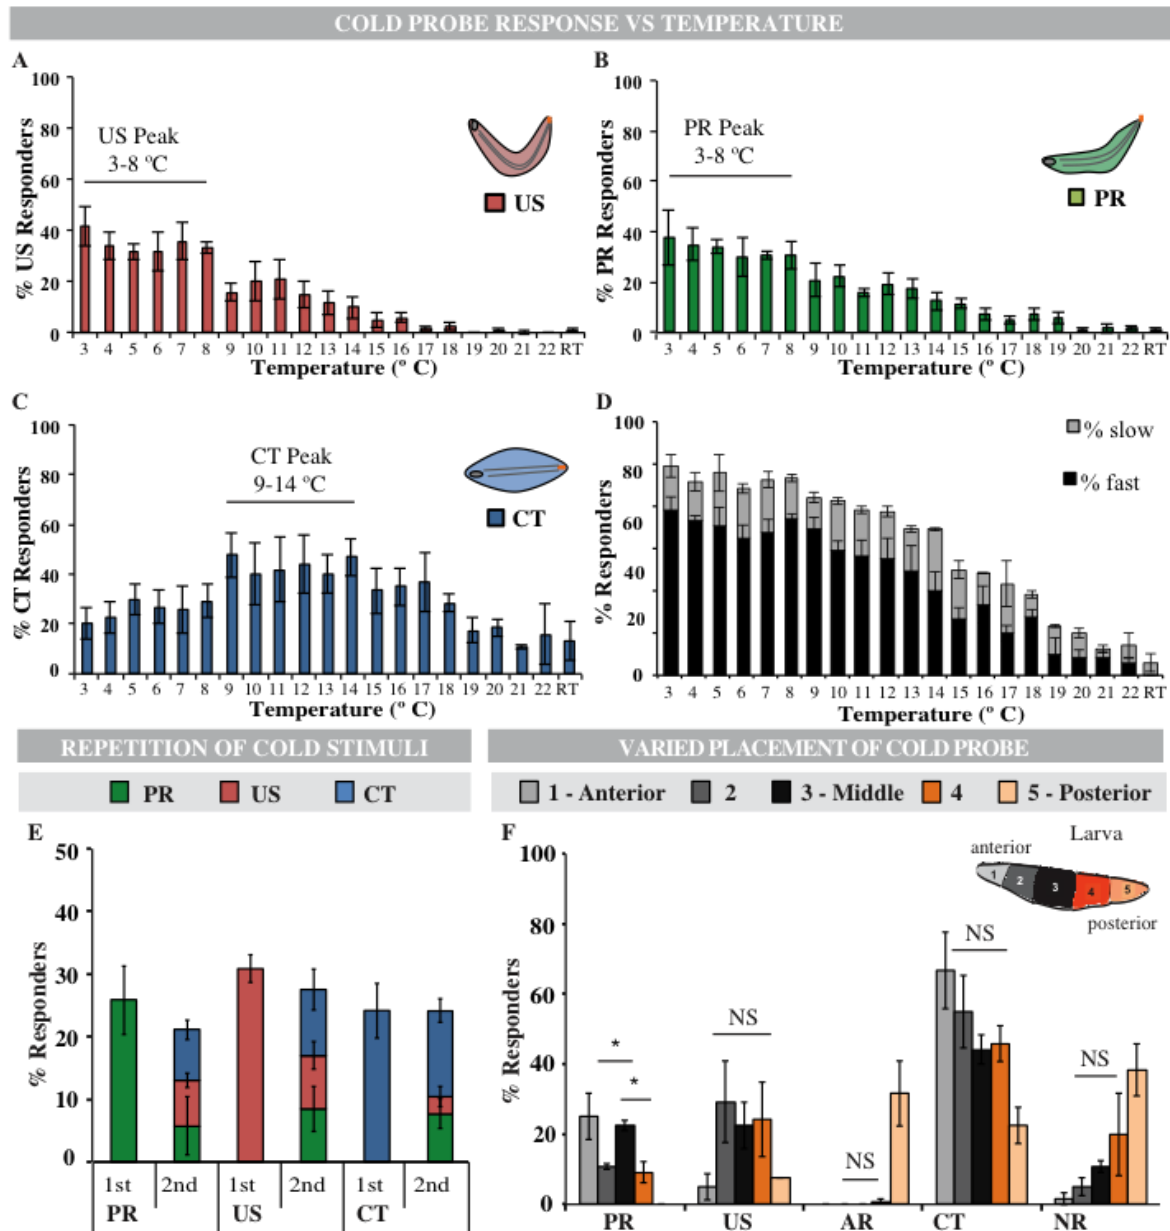 COLD PROBE RESPONSE VS TEMPERATURE
A
100
80
60
40
20
0
% US Responders
US Peak
3-8 ºC
US
3 4 5 6 7 8 9 10 11 12 13 14 15 16 17 18 19 20 21 22 RT
Temperature (º C)
B
100
80
60
40
20
0
% PR Responders
PR Peak
3-8 ºC
PR
3 4 5 6 7 8 9 10 11 12 13 14 15 16 17 18 19 20 21 22 RT
Temperature (º C)
C
100
80
60
40
20
0
% CT Responders
CT Peak
9-14 ºC
CT
3 4 5 6 7 8 9 10 11 12 13 14 15 16 17 18 19 20 21 22 RT
Temperature (º C)
D
100
80
60
40
20
0
% Responders
% slow
% fast
3 4 5 6 7 8 9 10 11 12 13 14 15 16 17 18 19 20 21 22 RT
Temperature (º C)
REPETITION OF COLD STIMULI
PR US CT
E
50
40
30
20
10
0
% Responders
1st 2nd 1st 2nd 1st 2nd
PR US CT
VARIED PLACEMENT OF COLD PROBE
1 - Anterior 2 3 - Middle 4 5 - Posterior
F
100
80
60
40
20
0
% Responders
Larva
anterior
1 2 3 4 5
posterior
* * NS NS NS NS
PR US AR CT NR